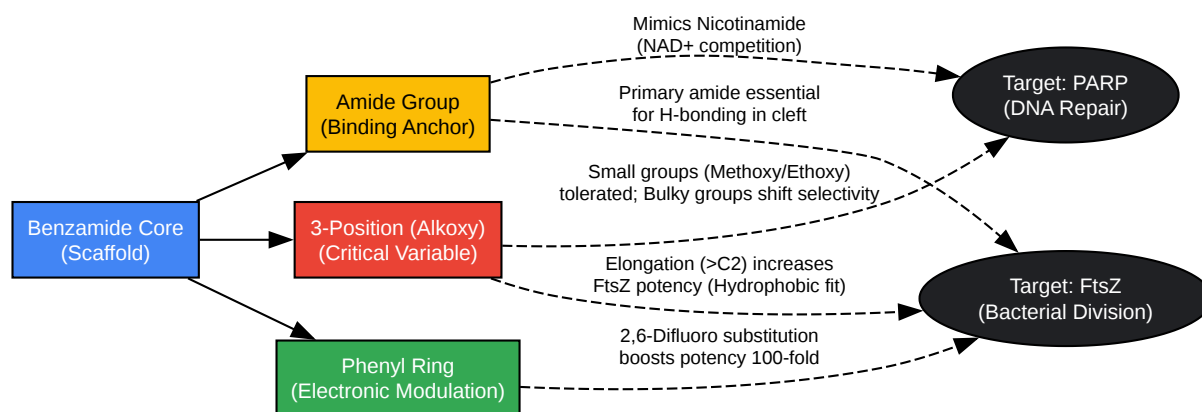 Mimics Nicotinamide
(NAD+ competition)
Target: PARP
(DNA Repair)
Amide Group
(Binding Anchor)
Primary amide essential
for H-bonding in cleft
Small groups (Methoxy/Ethoxy)
tolerated; Bulky groups shift selectivity
Benzamide Core
(Scaffold)
3-Position (Alkoxy)
(Critical Variable)
Elongation (>C2) increases
FtsZ potency (Hydrophobic fit)
Target: FtsZ
(Bacterial Division)
2,6-Difluoro substitution
boosts potency 100-fold
Phenyl Ring
(Electronic Modulation)